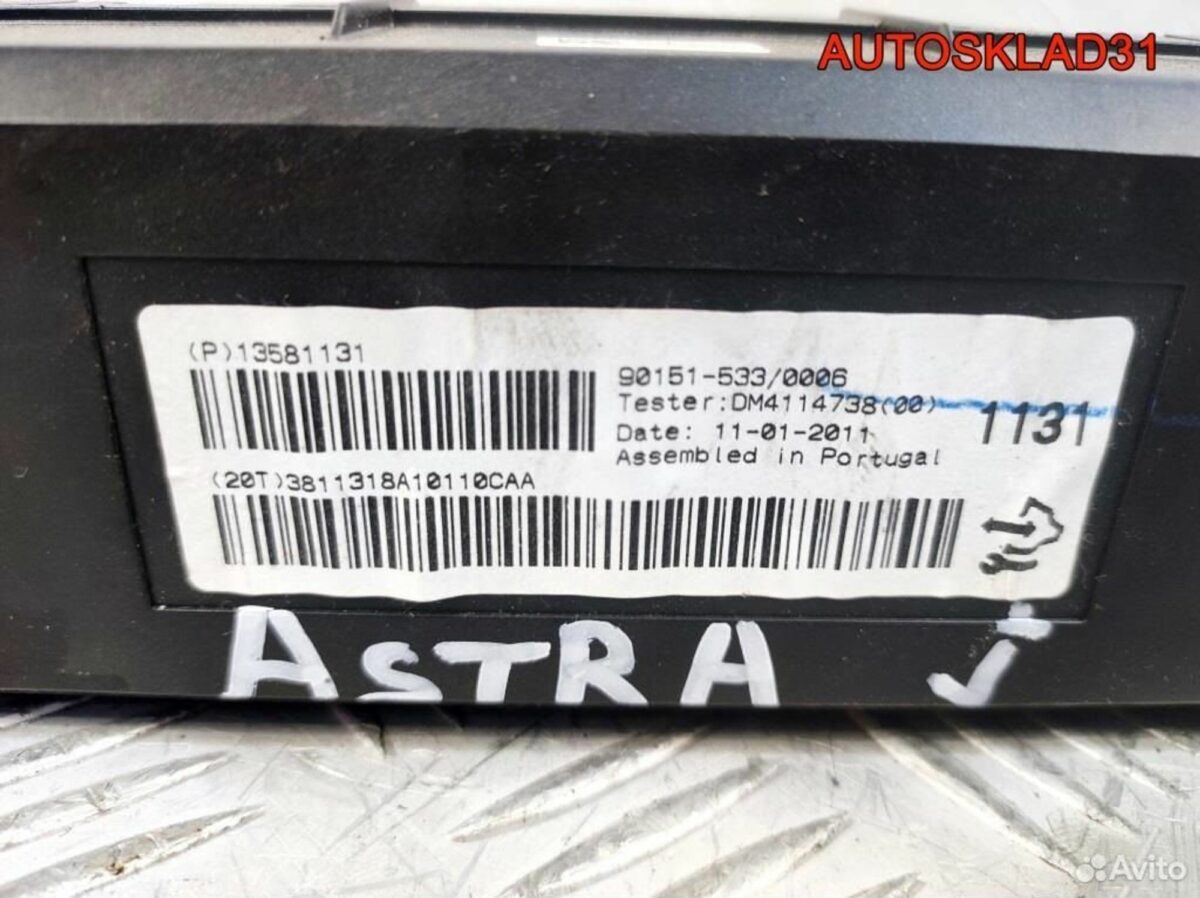 AUTOSKLAD31
(P)13581131
90151-533/0006
Tester:DM4114738(00)
1131
Date: 11-01-2011
Assembled in Portugal
(20T)3811318A10110CAA
ASTRA J
Avito